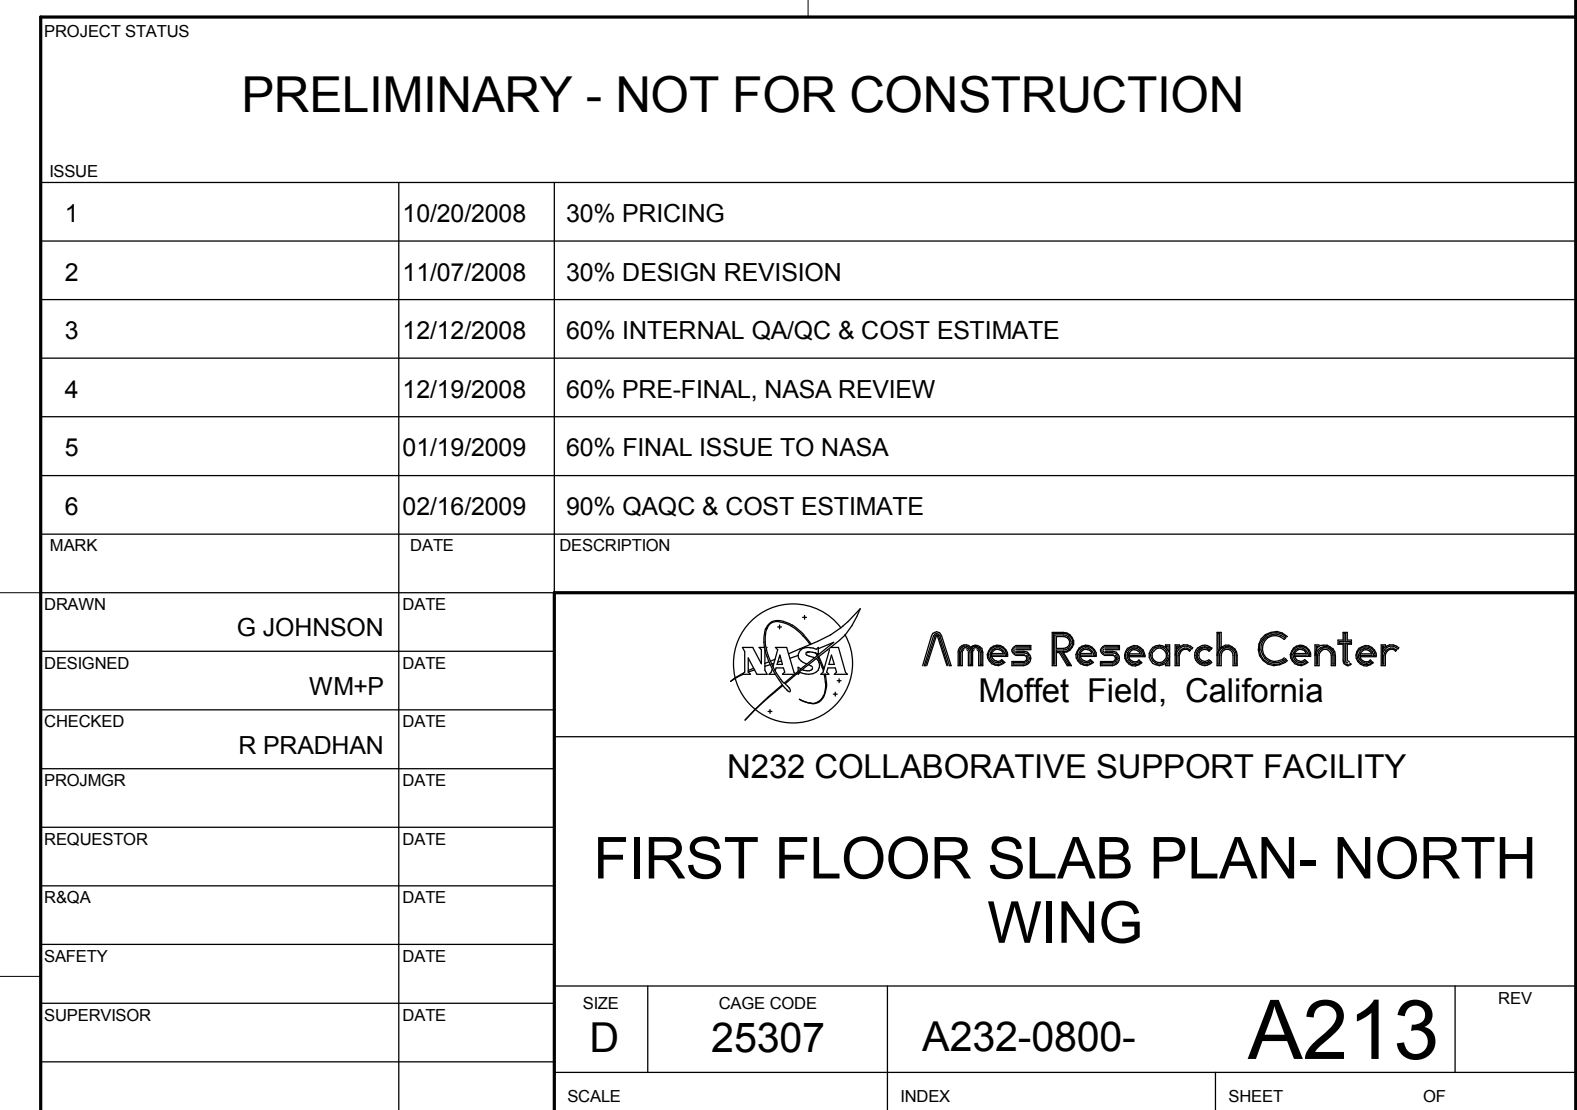 PROJECT STATUS
PRELIMINARY - NOT FOR CONSTRUCTION
ISSUE
1 10/20/2008 30% PRICING
2 11/07/2008 30% DESIGN REVISION
3 12/12/2008 60% INTERNAL QA/QC & COST ESTIMATE
4 12/19/2008 60% PRE-FINAL, NASA REVIEW
5 01/19/2009 60% FINAL ISSUE TO NASA
6 02/16/2009 90% QAQC & COST ESTIMATE
MARK DATE DESCRIPTION
DRAWN G JOHNSON DATE
DESIGNED WM+P DATE
CHECKED R PRADHAN DATE
PROJMGR DATE
REQUESTOR DATE
R&QA DATE
SAFETY DATE
SUPERVISOR DATE
NASA
Ames Research Center
Moffet Field, California
N232 COLLABORATIVE SUPPORT FACILITY
FIRST FLOOR SLAB PLAN- NORTH
WING
SIZE CAGE CODE REV
D 25307 A232-0800- A213
SCALE INDEX SHEET OF